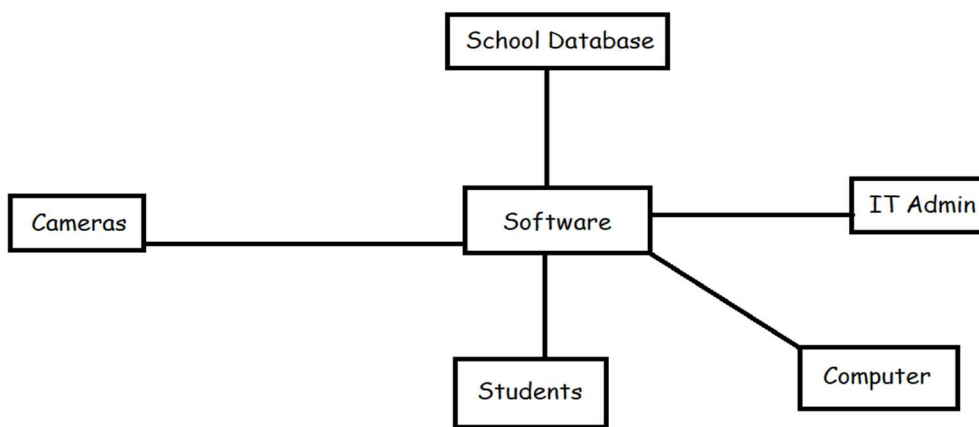 School Database
Cameras
Software
IT Admin
Students
Computer